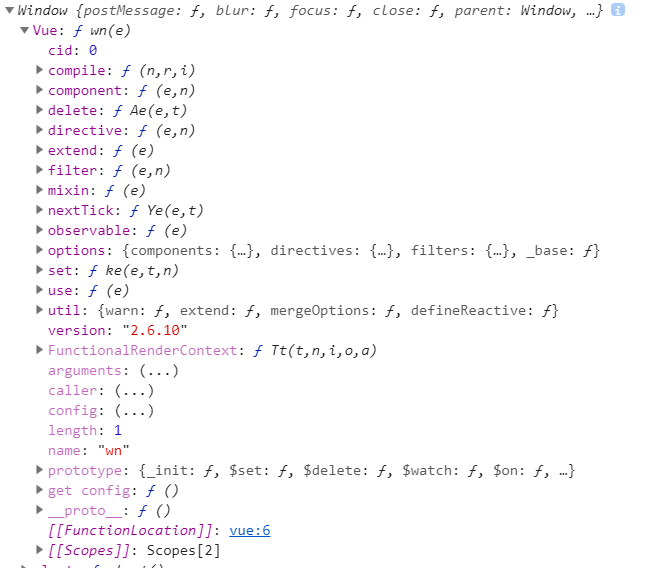 Window {postMessage: ƒ, blur: ƒ, focus: ƒ, close: ƒ, parent: Window, …} i
Vue: ƒ wn(e)
cid: 0
compile: ƒ (n,r,i)
component: ƒ (e,n)
delete: ƒ Ae(e,t)
directive: ƒ (e,n)
extend: ƒ (e)
filter: ƒ (e,n)
mixin: ƒ (e)
nextTick: ƒ Ye(e,t)
observable: ƒ (e)
options: {components: {…}, directives: {…}, filters: {…}, _base: ƒ}
set: ƒ ke(e,t,n)
use: ƒ (e)
util: {warn: ƒ, extend: ƒ, mergeOptions: ƒ, defineReactive: ƒ}
version: "2.6.10"
FunctionalRenderContext: ƒ Tt(t,n,i,o,a)
arguments: (...)
caller: (...)
config: (...)
length: 1
name: "wn"
prototype: {_init: ƒ, $set: ƒ, $delete: ƒ, $watch: ƒ, $on: ƒ, …}
get config: ƒ ()
__proto__: ƒ ()
[[FunctionLocation]]: vue:6
[[Scopes]]: Scopes[2]